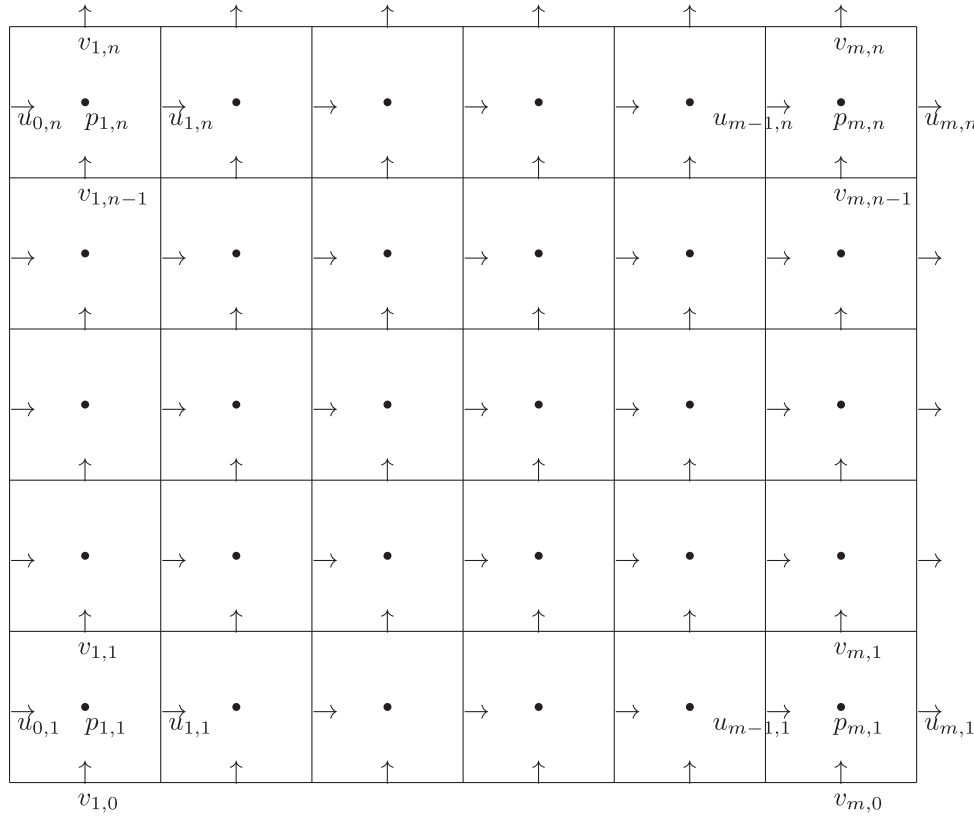 v_{1,n} v_{m,n}
u_{0,n} p_{1,n} u_{1,n} u_{m−1,n} p_{m,n} u_{m,n}
v_{1,n−1} v_{m,n−1}
v_{1,1} v_{m,1}
u_{0,1} p_{1,1} u_{1,1} u_{m−1,1} p_{m,1} u_{m,1}
v_{1,0} v_{m,0}